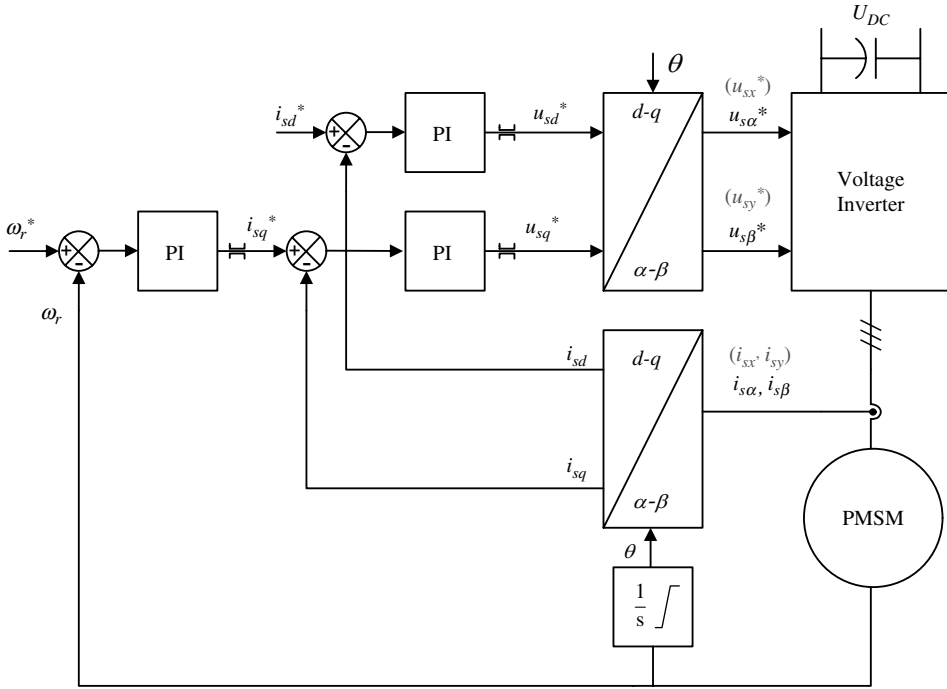 U_DC
θ
(u_sx*)
i_sd*
+
-
PI
u_sd*
d-q
u_sα*
Voltage
Inverter
ω_r*
+
-
PI
i_sq*
+
-
PI
u_sq*
α-β
(u_sy*)
u_sβ*
ω_r
i_sd
d-q
(i_sx, i_sy)
i_sα, i_sβ
i_sq
α-β
PMSM
θ
1
s